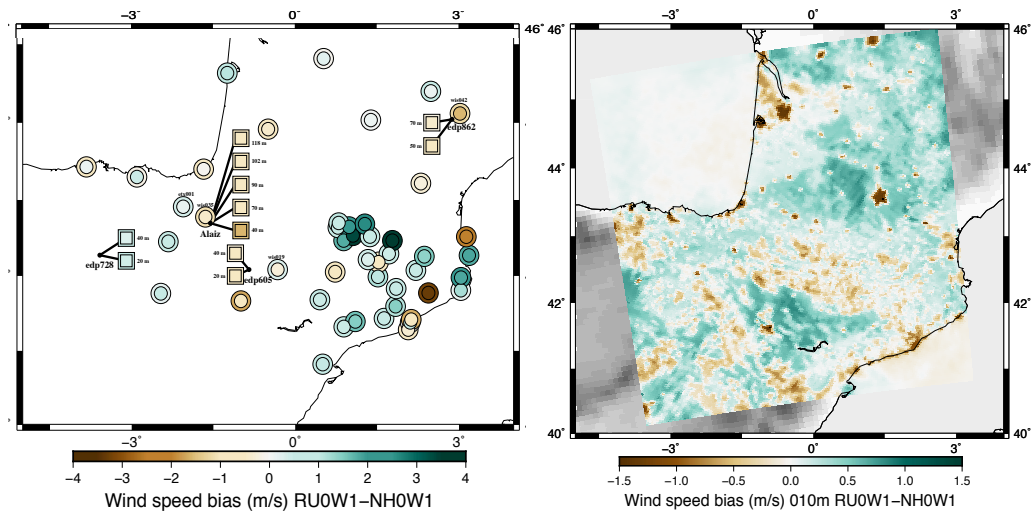 −3° 0° 3° 46°
−3° 0° 3° 46°
wis042
70 m
edp862
50 m
118 m
102 m
90 m
70 m
40 m
44° 44°
ctx001
wis035
Alaiz
40 m
20 m
edp728
40 m
20 m
wis019
edp605
42° 42°
40° 40°
−3° 0° 3°
−3° 0° 3°
−4 −3 −2 −1 0 1 2 3 4
Wind speed bias (m/s) RU0W1−NH0W1
−1.5 −1.0 −0.5 0.0 0.5 1.0 1.5
Wind speed bias (m/s) 010m RU0W1−NH0W1